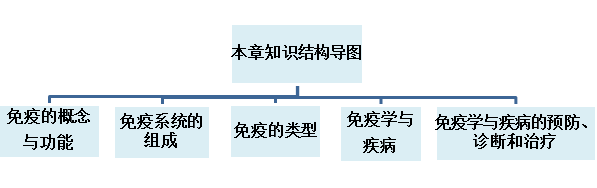 本章知识结构导图
免疫的概念
与功能
免疫系统的
组成
免疫的类型
免疫学与
疾病
免疫学与疾病的预防、
诊断和治疗